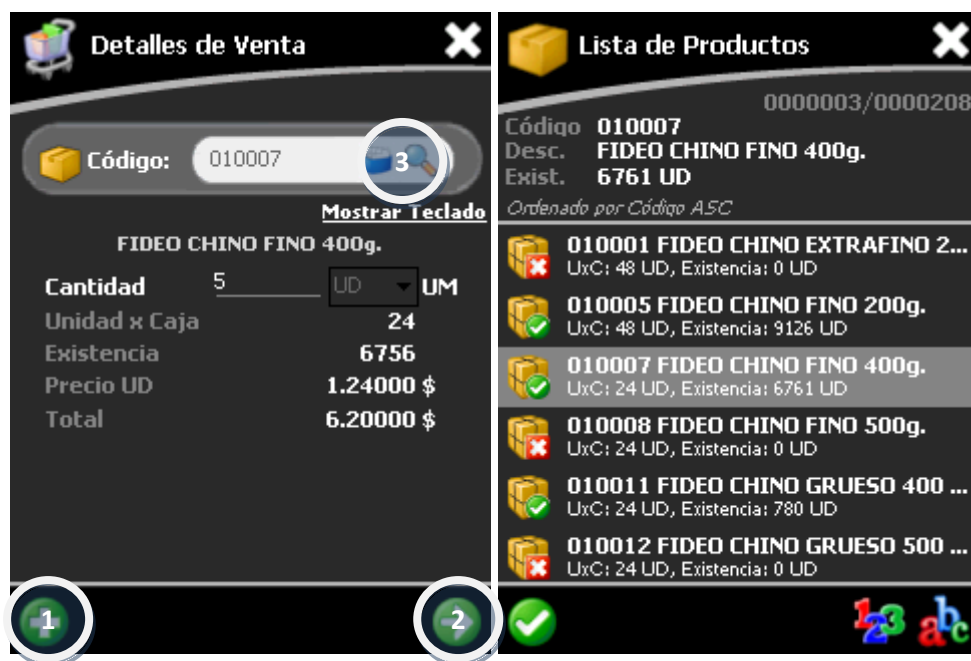 Detalles de Venta
Código:
010007
3
Mostrar Teclado
FIDEO CHINO FINO 400g.
Cantidad 5 UD UM
Unidad x Caja 24
Existencia 6756
Precio UD 1.24000 $
Total 6.20000 $
1
2
Lista de Productos
0000003/0000208
Código 010007
Desc. FIDEO CHINO FINO 400g.
Exist. 6761 UD
Ordenado por Código ASC
010001 FIDEO CHINO EXTRAFINO 2...
UxC: 48 UD, Existencia: 0 UD
010005 FIDEO CHINO FINO 200g.
UxC: 48 UD, Existencia: 9126 UD
010007 FIDEO CHINO FINO 400g.
UxC: 24 UD, Existencia: 6761 UD
010008 FIDEO CHINO FINO 500g.
UxC: 24 UD, Existencia: 0 UD
010011 FIDEO CHINO GRUESO 400 ...
UxC: 24 UD, Existencia: 780 UD
010012 FIDEO CHINO GRUESO 500 ...
UxC: 24 UD, Existencia: 0 UD
123 abc